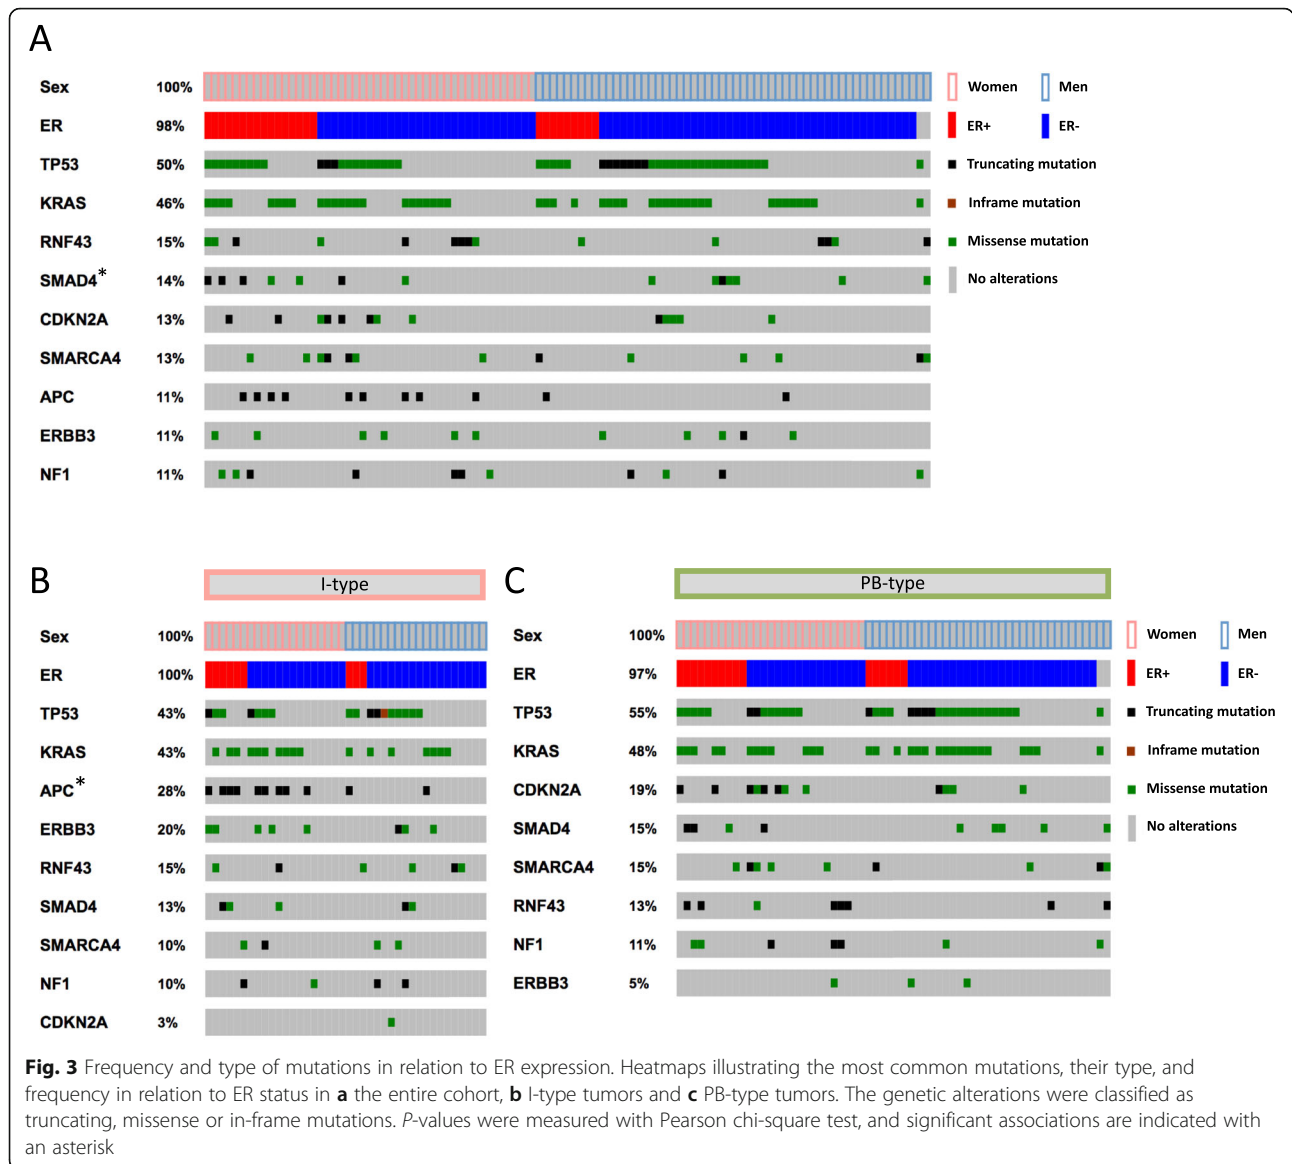 A
Sex 100%
Women Men
ER 98%
ER+ ER-
TP53 50%
Truncating mutation
KRAS 46%
Inframe mutation
RNF43 15%
Missense mutation
SMAD4* 14%
No alterations
CDKN2A 13%
SMARCA4 13%
APC 11%
ERBB3 11%
NF1 11%
B
I-type
Sex 100%
ER 100%
TP53 43%
KRAS 43%
APC* 28%
ERBB3 20%
RNF43 15%
SMAD4 13%
SMARCA4 10%
NF1 10%
CDKN2A 3%
C
PB-type
Sex 100%
Women Men
ER 97%
ER+ ER-
TP53 55%
Truncating mutation
KRAS 48%
Inframe mutation
CDKN2A 19%
Missense mutation
SMAD4 15%
No alterations
SMARCA4 15%
RNF43 13%
NF1 11%
ERBB3 5%
Fig. 3 Frequency and type of mutations in relation to ER expression. Heatmaps illustrating the most common mutations, their type, and
frequency in relation to ER status in a the entire cohort, b I-type tumors and c PB-type tumors. The genetic alterations were classified as
truncating, missense or in-frame mutations. P-values were measured with Pearson chi-square test, and significant associations are indicated with
an asterisk